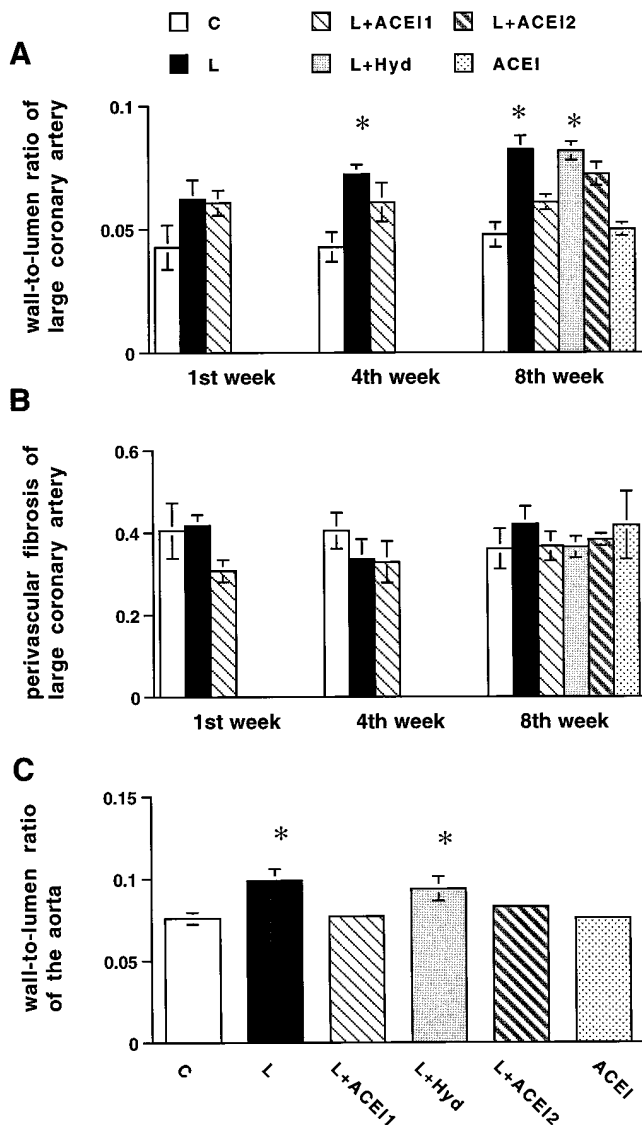 C L+ACEI1 L+ACEI2
L L+Hyd ACEI
A
wall-to-lumen ratio of
large coronary artery
0.1
0.05
0
* * *
1st week 4th week 8th week
B
perivascular fibrosis of
large coronary artery
0.6
0.4
0.2
0
1st week 4th week 8th week
C
wall-to-lumen ratio
of the aorta
0.15
0.1
0.05
0
* *
C L L+ACEI1 L+Hyd L+ACEI2 ACEI